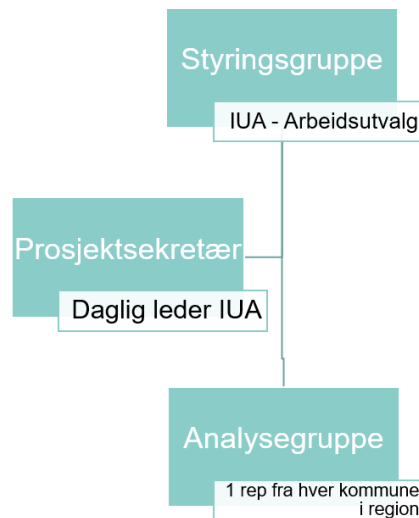 Styringsgruppe
IUA - Arbeidsutvalg
Prosjektsekretær
Daglig leder IUA
Analysegruppe
1 rep fra hver kommune
i region